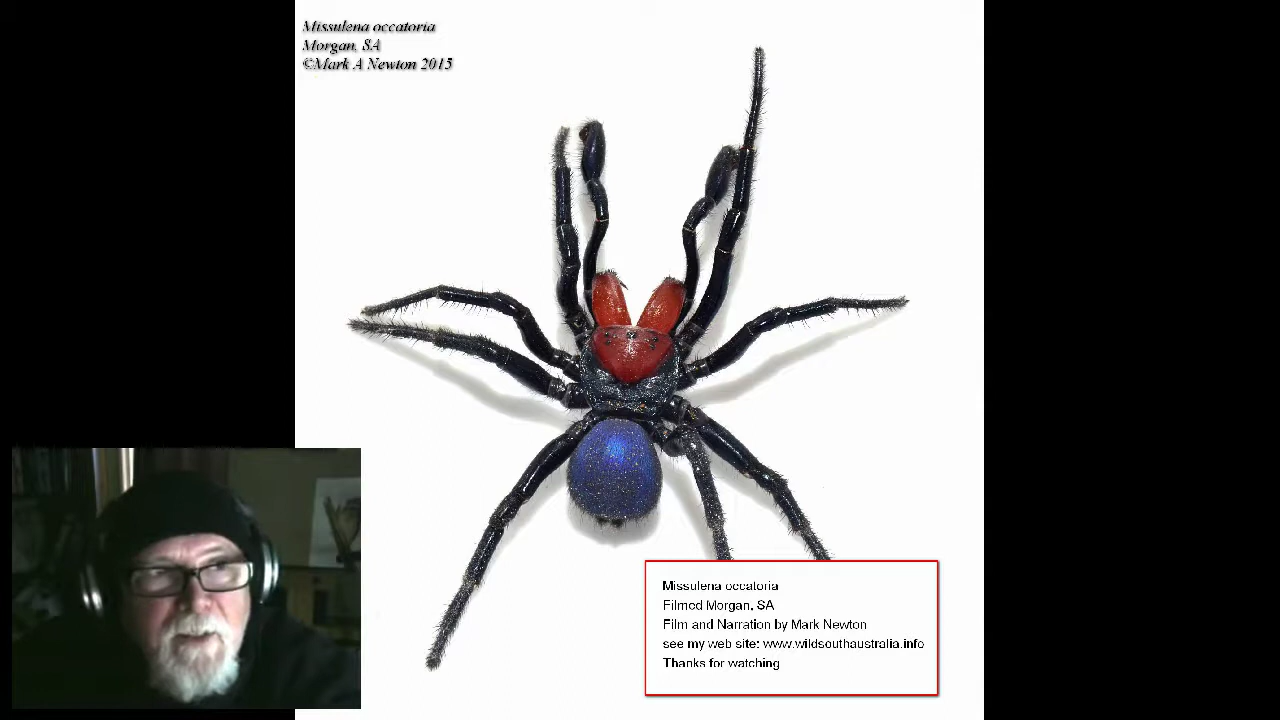 Missulena occatoria
Morgan, SA
©Mark A Newton 2015
Missulena occatoria
Filmed Morgan, SA
Film and Narration by Mark Newton
see my web site: www.wildsouthaustralia.info
Thanks for watching